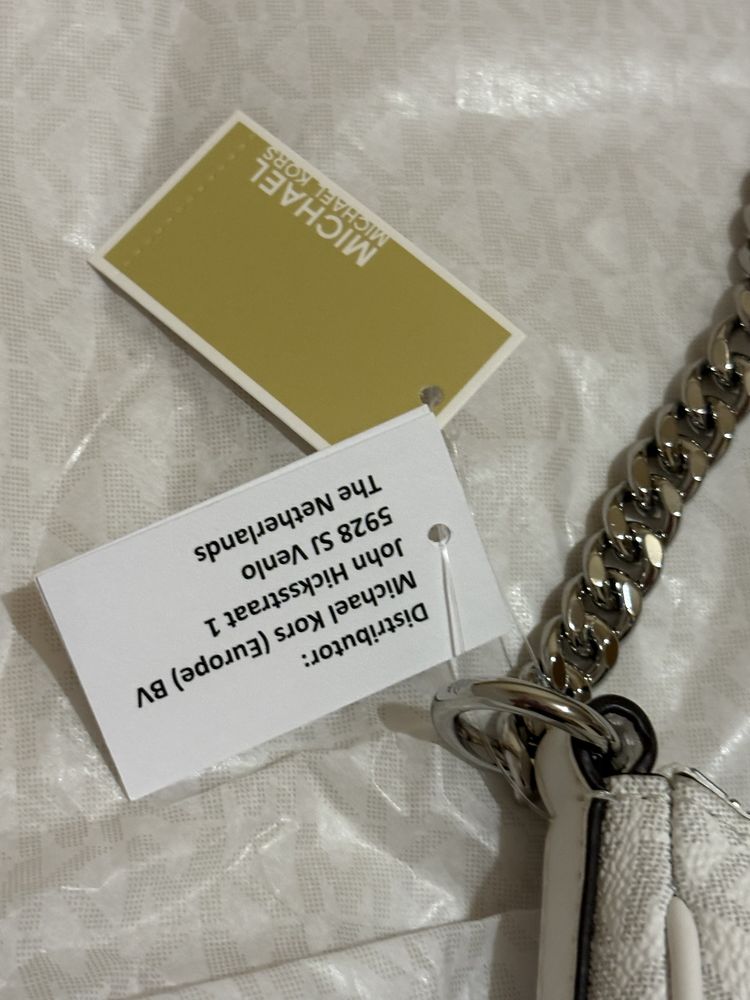 MICHAEL
MICHAEL KORS
Distributor:
Michael Kors (Europe) BV
John Hicksstraat 1
5928 SJ Venlo
The Netherlands